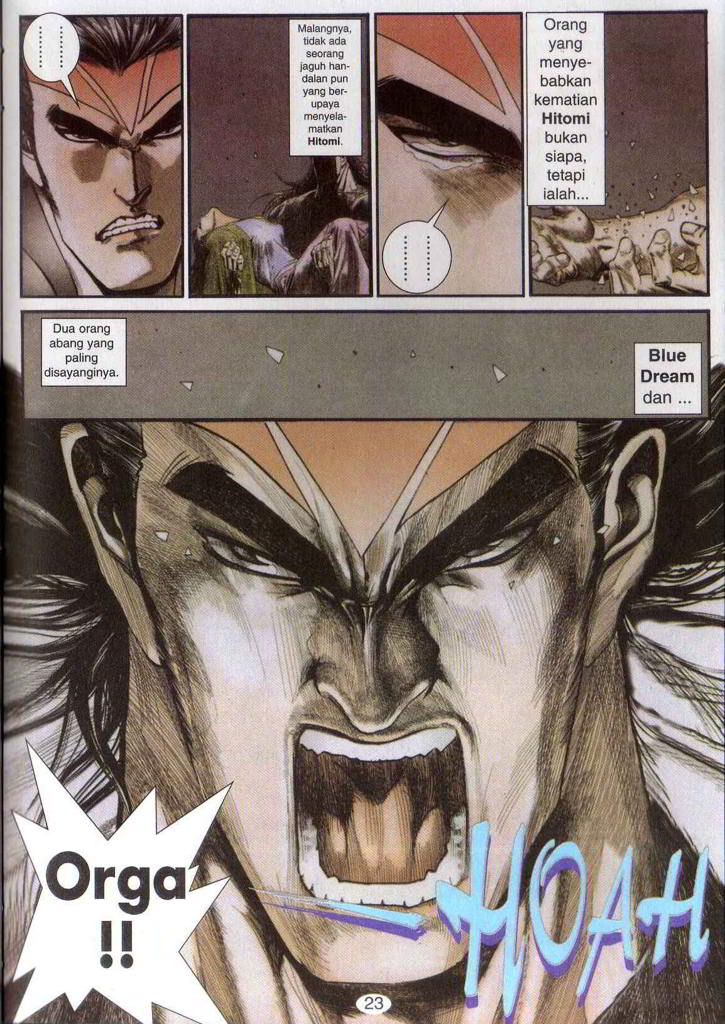 Malangnya,
tidak ada
seorang
jaguh han-
dalan pun
yang ber-
upaya
menyela-
matkan
Hitomi.
Orang
yang
menye-
babkan
kematian
Hitomi
bukan
siapa,
tetapi
ialah...
Dua orang
abang yang
paling
disayanginya.
Blue
Dream
dan ...
Orga
!!
HOAH
23